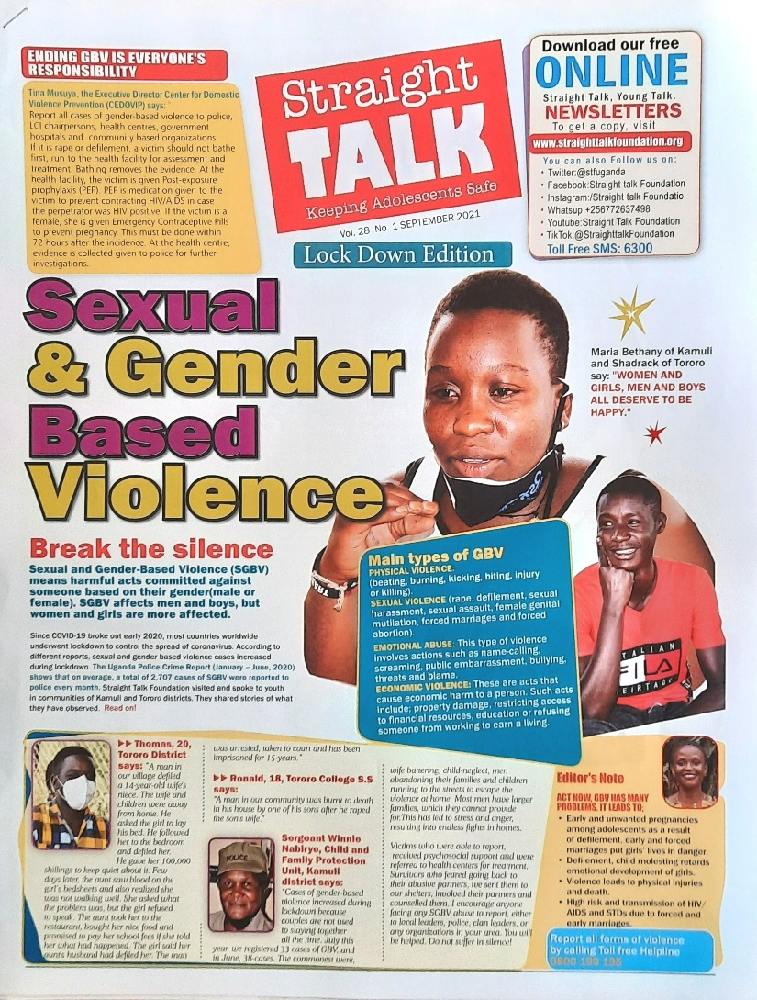 ENDING GBV IS EVERYONE'S
RESPONSIBILITY
Tina Musuya, the Executive Director Center for Domestic
Violence Prevention (CEDOVIP) says:
Report all cases of gender-based violence to police,
LCI chairpersons, health centres, government
hospitals and community based organizations.
If it is rape or defilement, a victim should not bathe
first, run to the health facility for assessment and
treatment. Bathing removes the evidence. At the
health facility, the victim is given Post-exposure
prophylaxis (PEP). PEP is medication given to the
victim to prevent contracting HIV/AIDS in case
the perpetrator was HIV positive. If the victim is a
female, she is given Emergency Contraceptive Pills
to prevent pregnancy. This must be done within
72 hours after the incidence. At the health centre,
evidence is collected given to police for further
investigations.
Straight
TALK
Keeping Adolescents Safe
Vol. 28 No. 1 SEPTEMBER 2021
Lock Down Edition
Download our free
ONLINE
Straight Talk, Young Talk.
NEWSLETTERS
To get a copy, visit
www.straighttalkfoundation.org
You can also Follow us on:
• Twitter:@stfuganda
• Facebook:Straight talk Foundation
• Instagram:/Straight talk Foundatio
• Whatsup +256772637498
• Youtube:Straight Talk Foundation
• TikTok:@StraighttalkFoundation
Toll Free SMS: 6300
Sexual
& Gender
Based
Violence
Maria Bethany of Kamuli
and Shadrack of Tororo
say: "WOMEN AND
GIRLS, MEN AND BOYS
ALL DESERVE TO BE
HAPPY."
Break the silence
Sexual and Gender-Based Violence (SGBV)
means harmful acts committed against
someone based on their gender(male or
female). SGBV affects men and boys, but
women and girls are more affected.
Since COVID-19 broke out early 2020, most countries worldwide
underwent lockdown to control the spread of coronavirus. According to
different reports, sexual and gender based violence cases increased
during lockdown. The Uganda Police Crime Report (January – June, 2020)
shows that on average, a total of 2,707 cases of SGBV were reported to
police every month. Straight Talk Foundation visited and spoke to youth
in communities of Kamuli and Tororo districts. They shared stories of what
they have observed. Read on!
Main types of GBV
PHYSICAL VIOLENCE:
(beating, burning, kicking, biting, injury
or killing).
SEXUAL VIOLENCE (rape, defilement, sexual
harassment, sexual assault, female genital
mutilation, forced marriages and forced
abortion).
EMOTIONAL ABUSE: This type of violence
involves actions such as name-calling,
screaming, public embarrassment, bullying,
threats and blame.
ECONOMIC VIOLENCE: These are acts that
cause economic harm to a person. Such acts
include; property damage, restricting access
to financial resources, education or refusing
someone from working to earn a living.
ITALIAN
FILA
HERITAGE
Thomas, 20,
Tororo District
says: "A man in
our village defiled
a 14-year-old wife's
niece. The wife and
children were away
from home. He
asked the girl to lay
his bed. He followed
her to the bedroom
and defiled her.
He gave her 100,000
shillings to keep quiet about it. Few
days later, the aunt saw blood on the
girl's bedsheets and also realized she
was not walking well. She asked what
the problem was, but the girl refused
to speak. The aunt took her to the
restaurant, bought her nice food and
promised to pay her school fees if she told
her what had happened. The girl said her
aunt's husband had defiled her. The man
was arrested, taken to court and has been
imprisoned for 15-years."
Ronald, 18, Tororo College S.S
says:
"A man in our community was burnt to death
in his house by one of his sons after he raped
the son's wife."
POLICE
Sergeant Winnie
Nabirye, Child and
Family Protection
Unit, Kamuli
district says:
"Cases of gender-based
violence increased during
lockdown because
couples are not used
to staying together
all the time. July this
year, we registered 33 cases of GBV, and
in June, 38-cases. The commonest were,
wife battering, child-neglect, men
abandoning their families and children
running to the streets to escape the
violence at home. Most men have larger
families, which they cannot provide
for.This has led to stress and anger,
resulting into endless fights in homes.
Victims who were able to report,
received psychosocial support and were
referred to health centers for treatment.
Survivors who feared going back to
their abusive partners, we sent them to
our shelters, involved their partners and
counselled them. I encourage anyone
facing any SGBV abuse to report, either
to local leaders, police, clan leaders, or
any organizations in your area. You will
be helped. Do not suffer in silence!
Editor's Note
ACT NOW, GBV HAS MANY
PROBLEMS. IT LEADS TO;
• Early and unwanted pregnancies
among adolescents as a result
of defilement, early and forced
marriages put girls' lives in danger.
• Defilement, child molesting retards
emotional development of girls.
• Violence leads to physical injuries
and death.
• High risk and transmission of HIV/
AIDS and STDs due to forced and
early marriages.
Report all forms of violence
by calling Toll free Helpline
0800 199 195